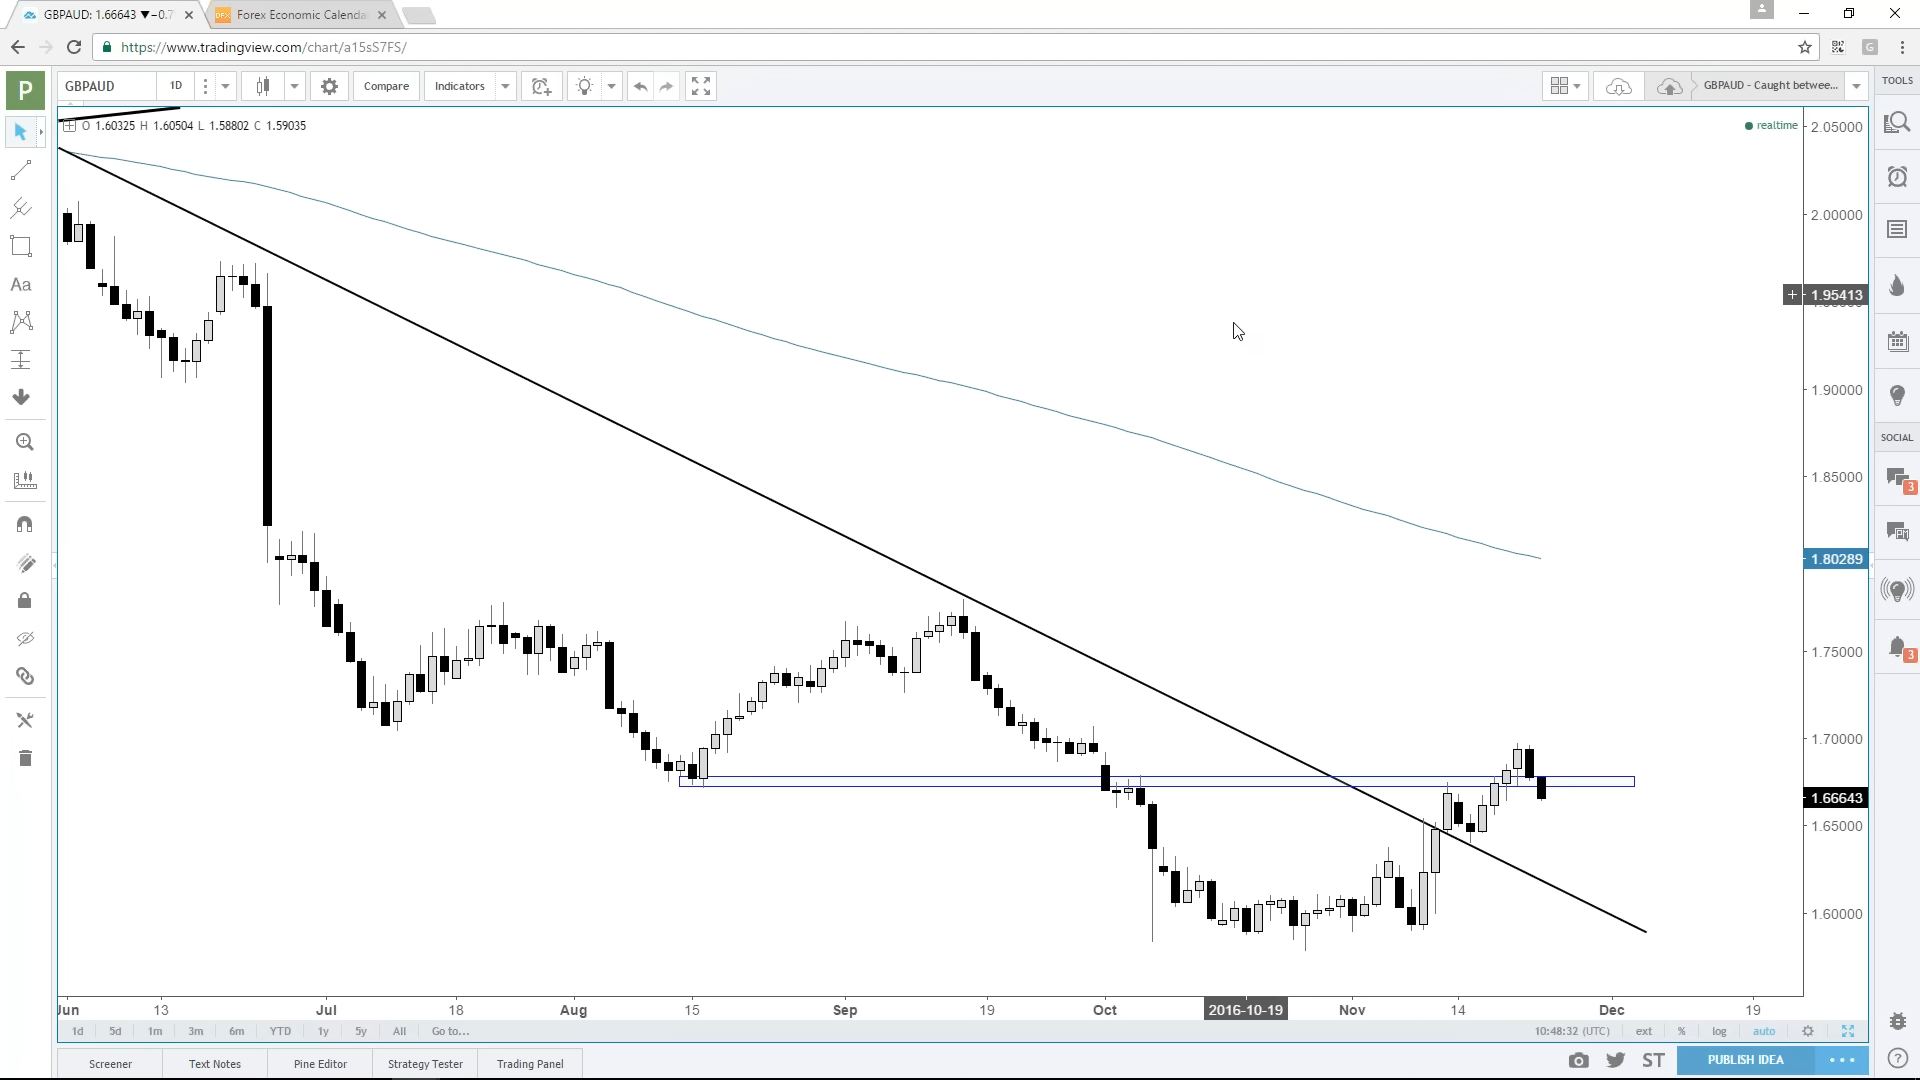 GBPAUD: 1.66643 ▼−0.7
Forex Economic Calenda
https://www.tradingview.com/chart/a15sS7FS/
P
GBPAUD 1D Compare Indicators GBPAUD - Caught betwee... TOOLS
O 1.60325 H 1.60504 L 1.58802 C 1.59035
realtime
2.05000
2.00000
1.95413
1.90000
1.85000
1.80289
1.75000
1.70000
1.66643
1.65000
1.60000
Aa
SOCIAL
3
3
Jun 13 Jul 18 Aug 15 Sep 19 Oct 2016-10-19 Nov 14 Dec 19
1d 5d 1m 3m 6m YTD 1y 5y All Go to... 10:48:32 (UTC) ext % log auto
Screener Text Notes Pine Editor Strategy Tester Trading Panel ST PUBLISH IDEA